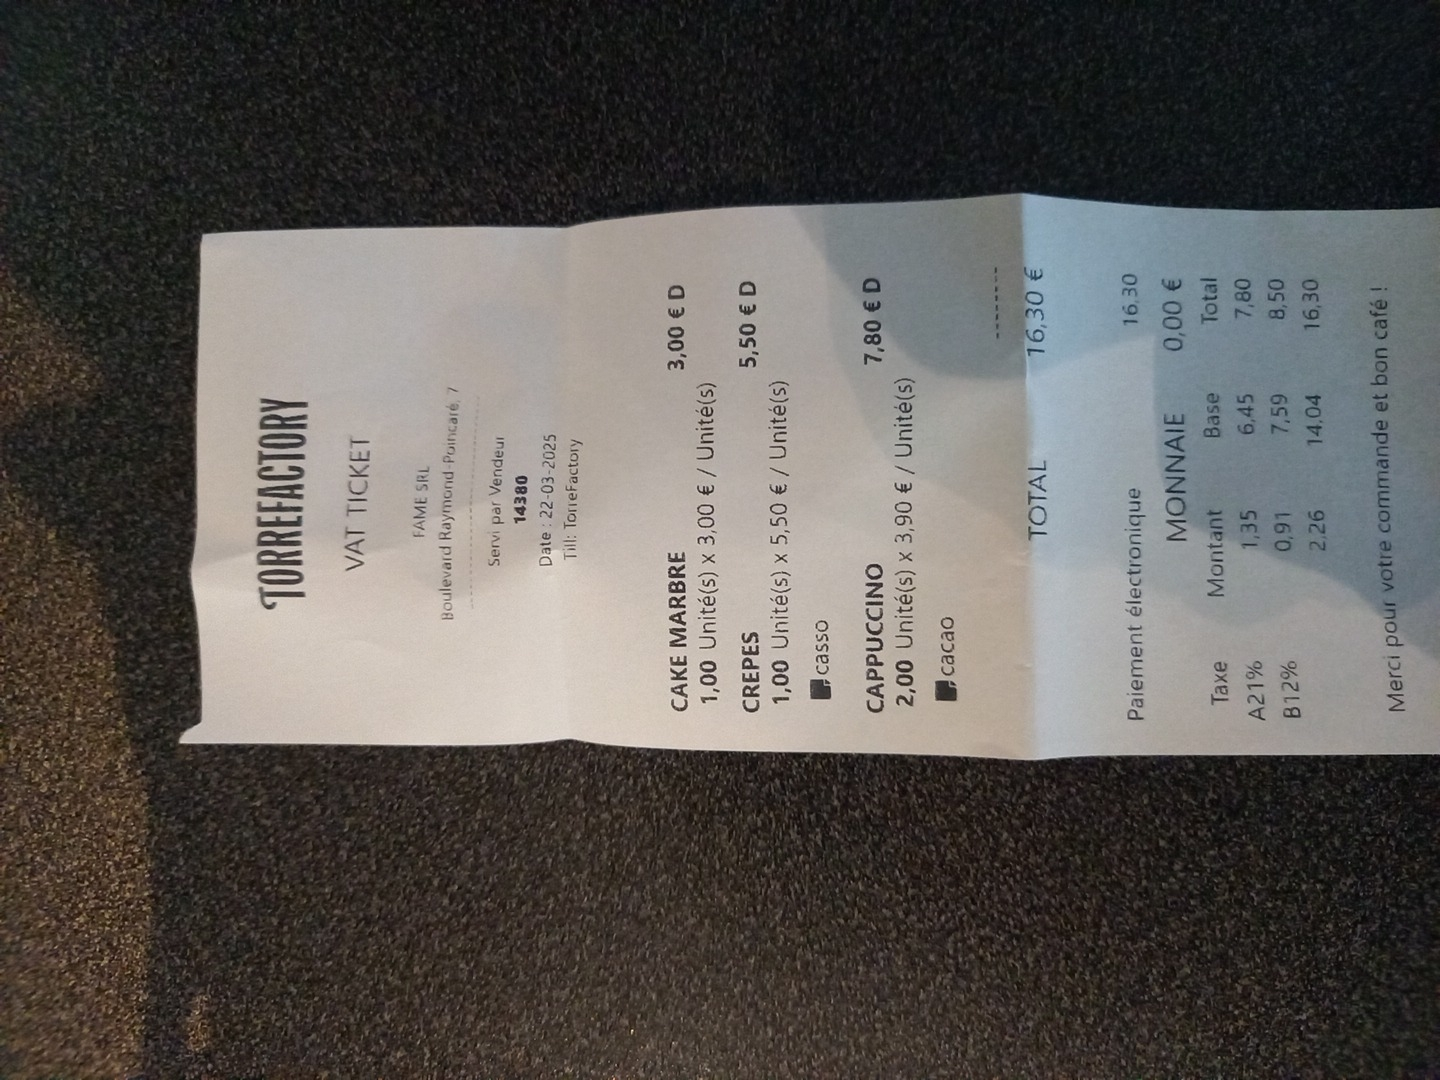 TORREFACTORY
VAT TICKET
FAME SRL
Boulevard Raymond-Poincaré, 7
Servi par Vendeur
14380
Date : 22-03-2025
Till: TorreFactory
CAKE MARBRE 3,00 € D
1,00 Unité(s) x 3,00 € / Unité(s)
CREPES 5,50 € D
1,00 Unité(s) x 5,50 € / Unité(s)
casso
CAPPUCCINO 7,80 € D
2,00 Unité(s) x 3,90 € / Unité(s)
cacao
--------
TOTAL 16,30 €
Paiement électronique 16,30
MONNAIE 0,00 €
Taxe Montant Base Total
A21% 1,35 6,45 7,80
B12% 0,91 7,59 8,50
2,26 14,04 16,30
Merci pour votre commande et bon café !